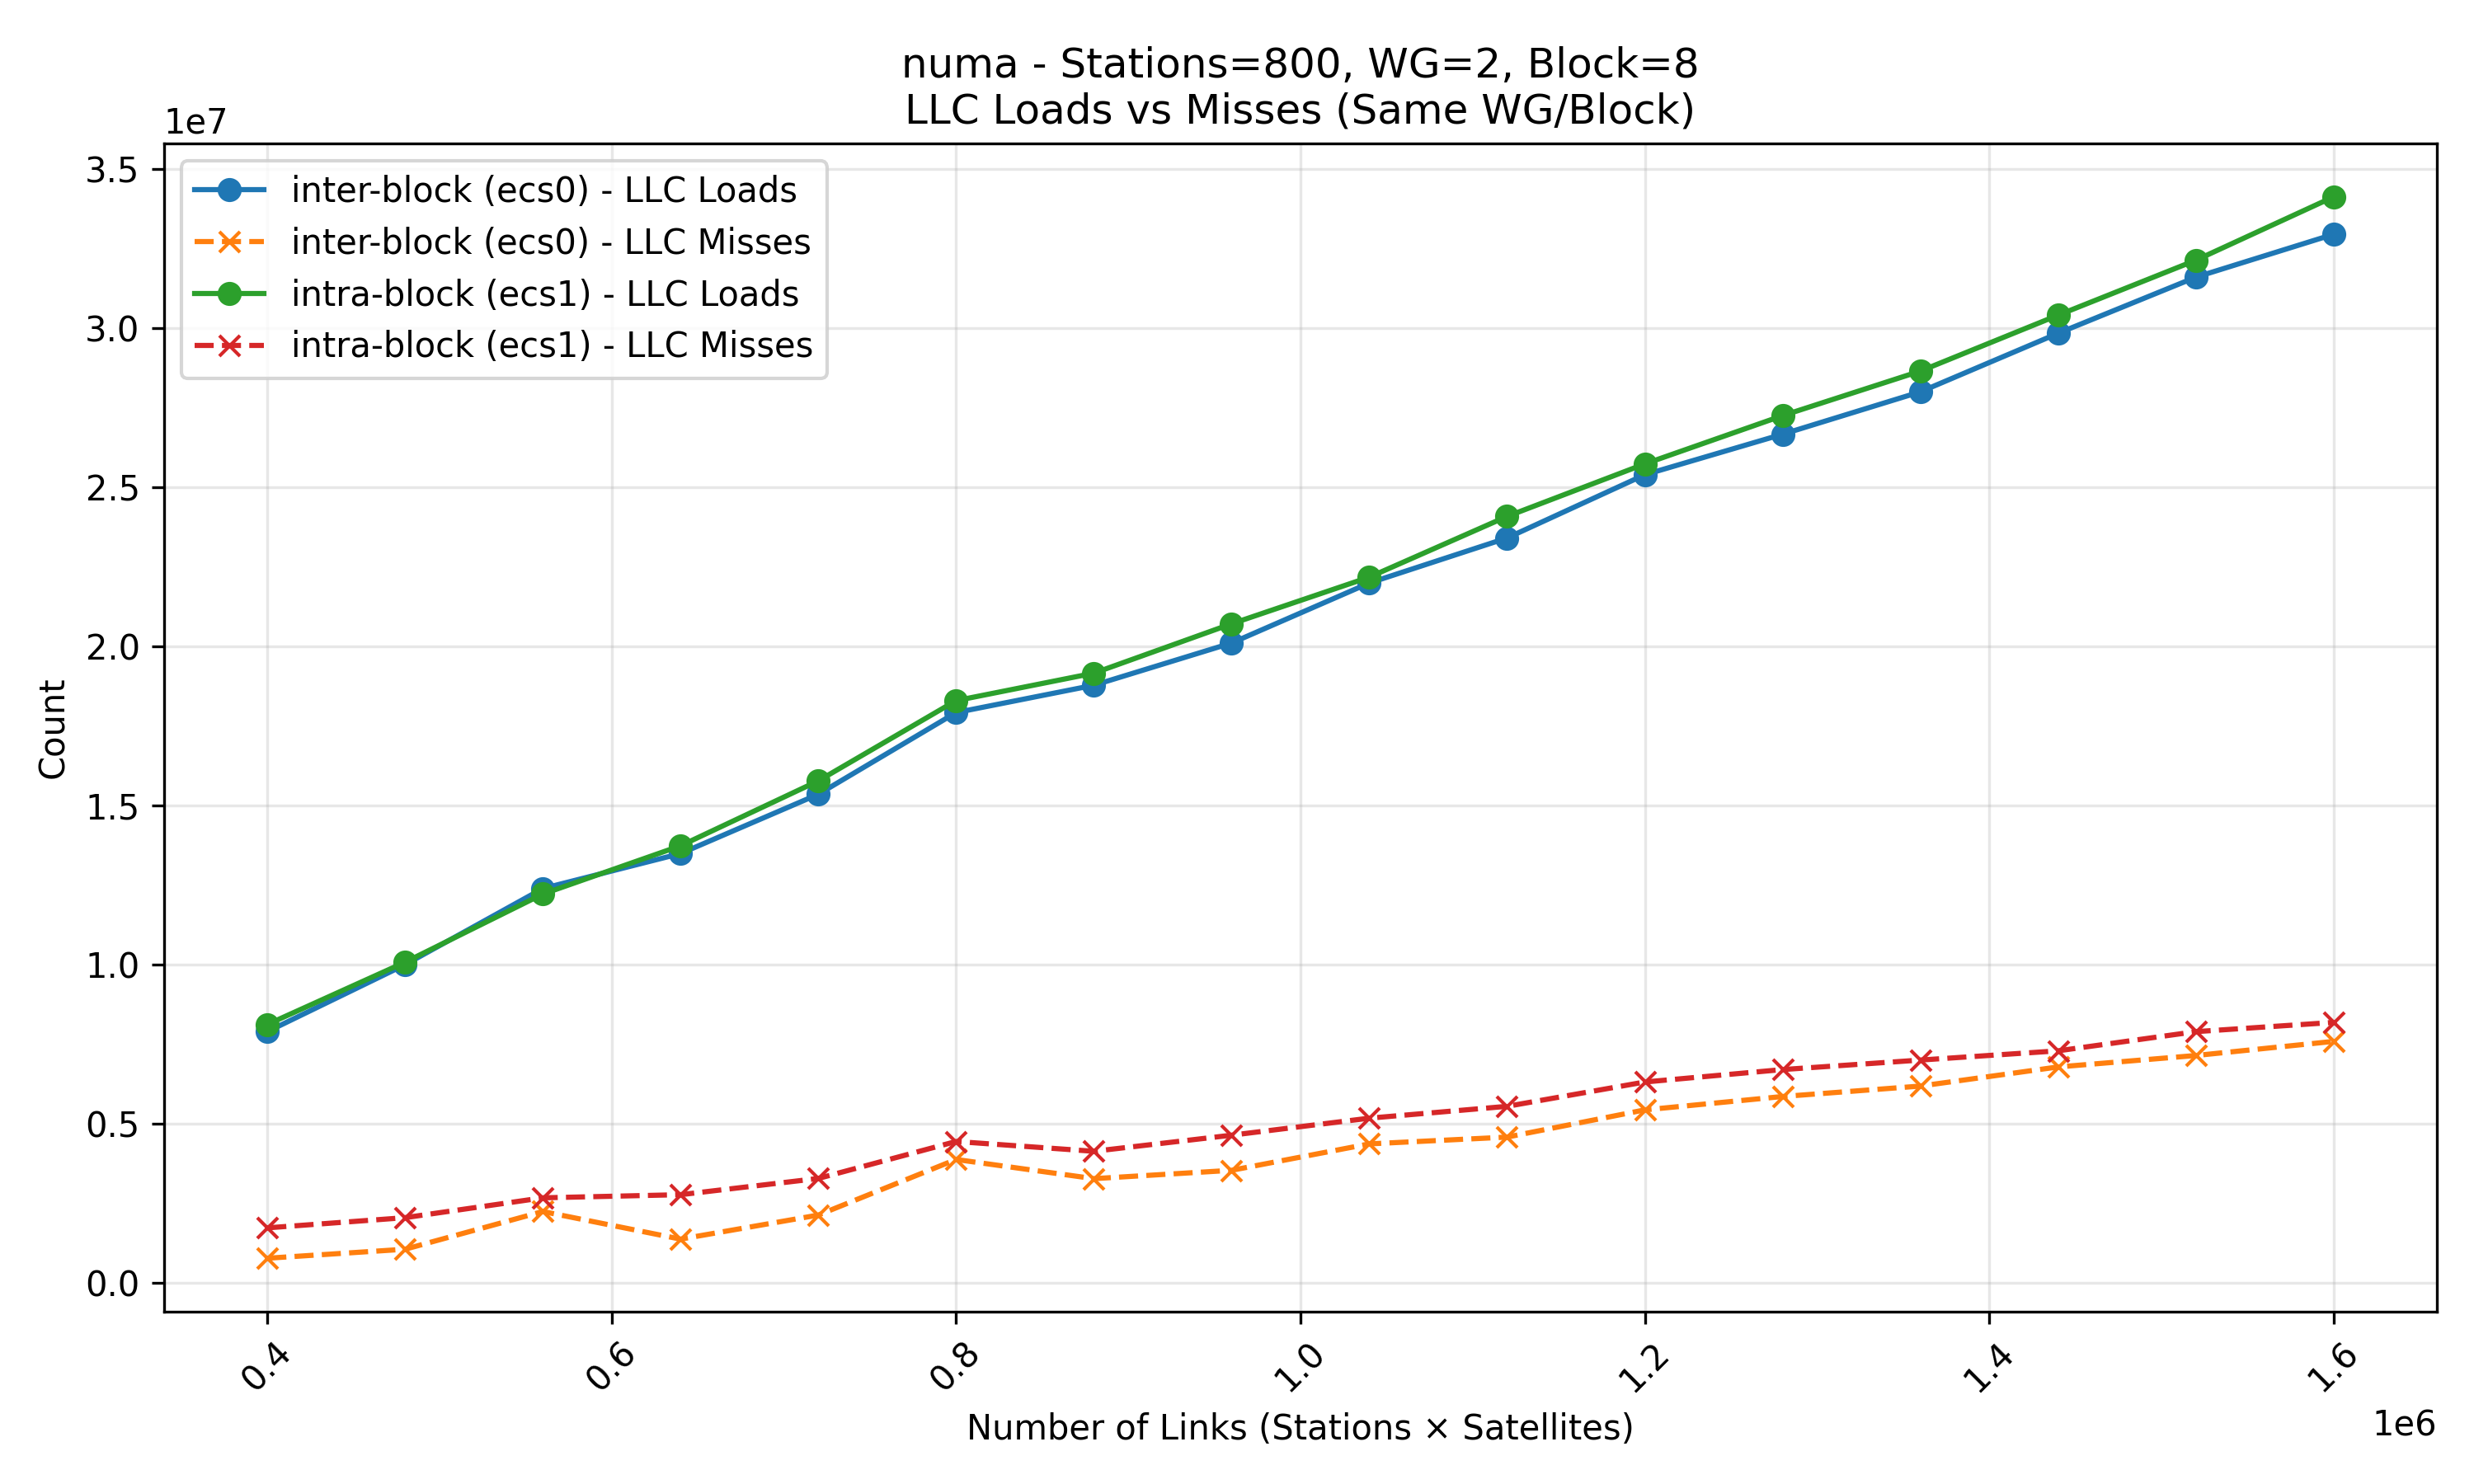 numa - Stations=800, WG=2, Block=8
LLC Loads vs Misses (Same WG/Block)
1e7
3.5
3.0
2.5
2.0
1.5
1.0
0.5
0.0
Count
inter-block (ecs0) - LLC Loads
inter-block (ecs0) - LLC Misses
intra-block (ecs1) - LLC Loads
intra-block (ecs1) - LLC Misses
0.4
0.6
0.8
1.0
1.2
1.4
1.6
1e6
Number of Links (Stations × Satellites)